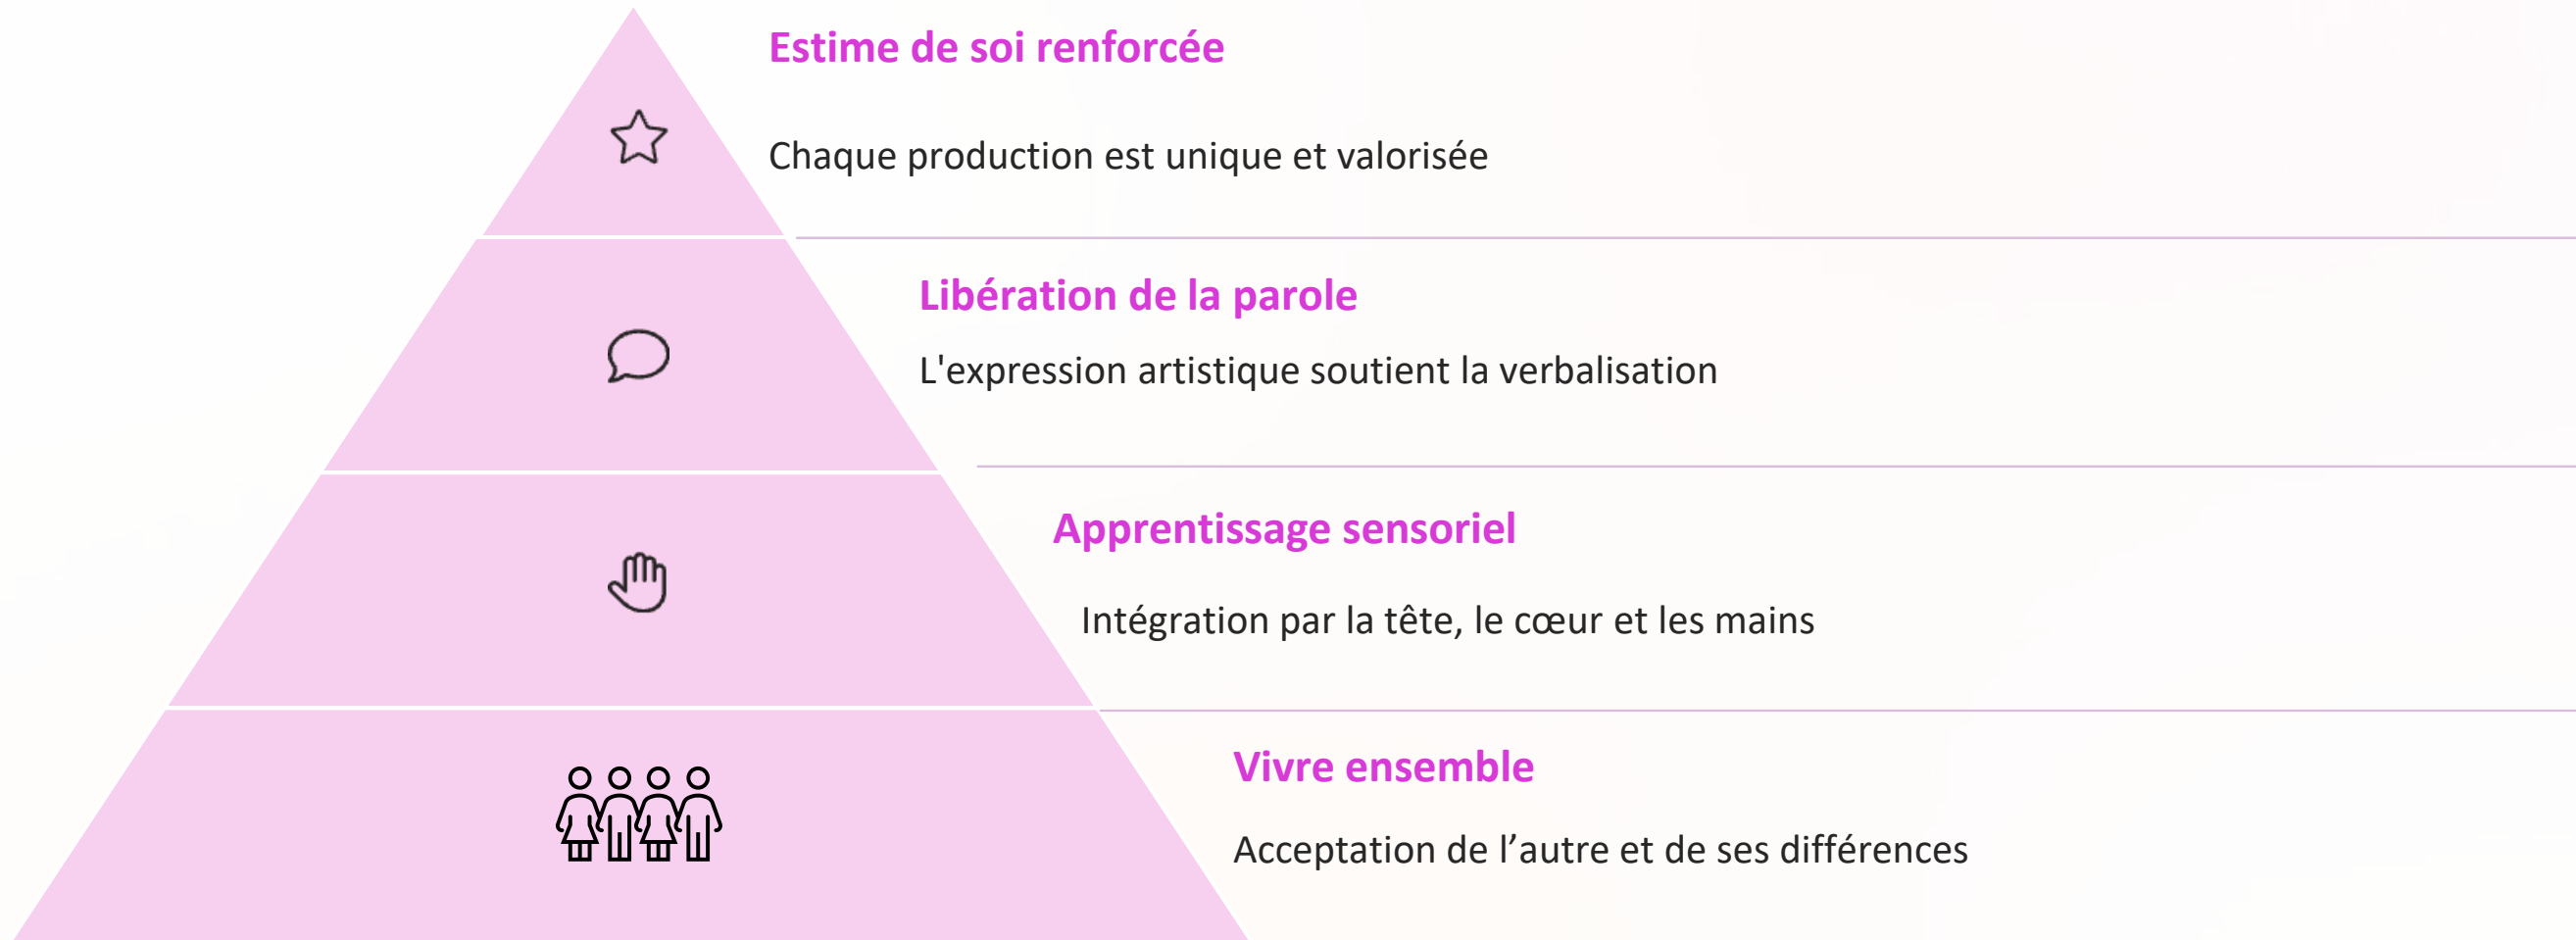 Estime de soi renforcée
Chaque production est unique et valorisée
Libération de la parole
L'expression artistique soutient la verbalisation
Apprentissage sensoriel
Intégration par la tête, le cœur et les mains
Vivre ensemble
Acceptation de l’autre et de ses différences